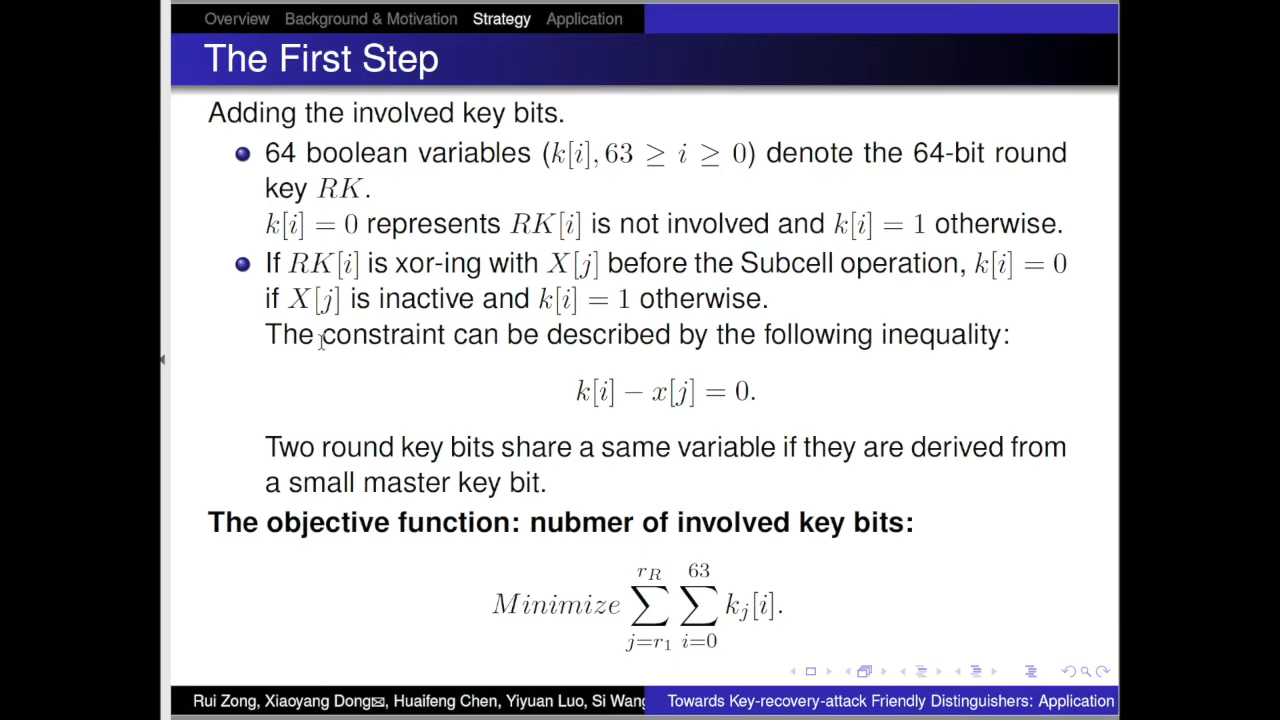 Overview Background & Motivation Strategy Application
The First Step
Adding the involved key bits.
64 boolean variables (k[i], 63 ≥ i ≥ 0) denote the 64-bit round
key RK.
k[i] = 0 represents RK[i] is not involved and k[i] = 1 otherwise.
If RK[i] is xor-ing with X[j] before the Subcell operation, k[i] = 0
if X[j] is inactive and k[i] = 1 otherwise.
The constraint can be described by the following inequality:
k[i] − x[j] = 0.
Two round key bits share a same variable if they are derived from
a small master key bit.
The objective function: nubmer of involved key bits:
Minimize ∑_{j=r_1}^{r_R} ∑_{i=0}^{63} k_j[i].
Rui Zong, Xiaoyang Dong✉, Huaifeng Chen, Yiyuan Luo, Si Wang
Towards Key-recovery-attack Friendly Distinguishers: Application